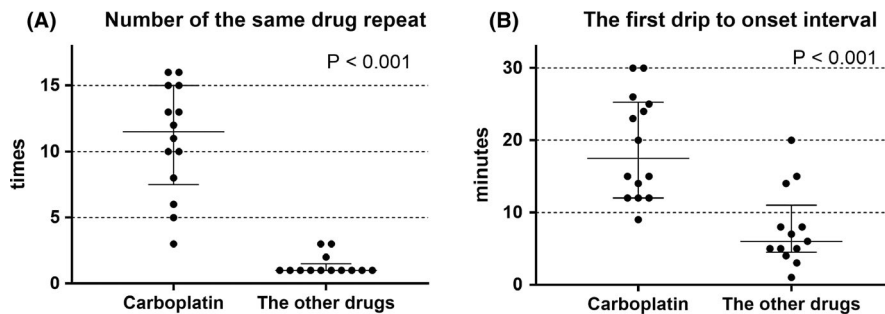 (A) Number of the same drug repeat
P < 0.001
times
15
10
5
0
Carboplatin The other drugs
(B) The first drip to onset interval
P < 0.001
minutes
30
20
10
0
Carboplatin The other drugs